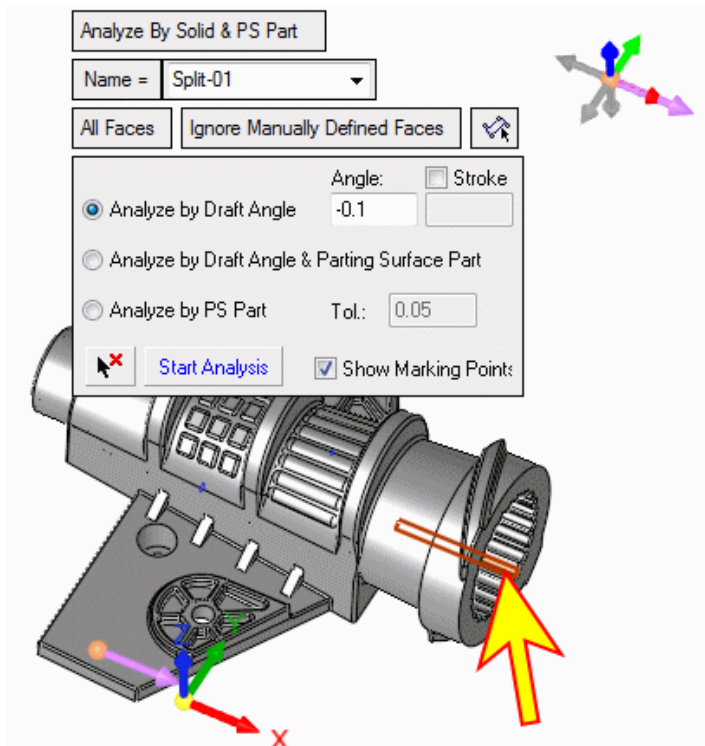 Analyze By Solid & PS Part
Name = Split-01
All Faces Ignore Manually Defined Faces
Angle: Stroke
Analyze by Draft Angle -0.1
Analyze by Draft Angle & Parting Surface Part
Analyze by PS Part Tol.: 0.05
Start Analysis Show Marking Points
Z Y
X